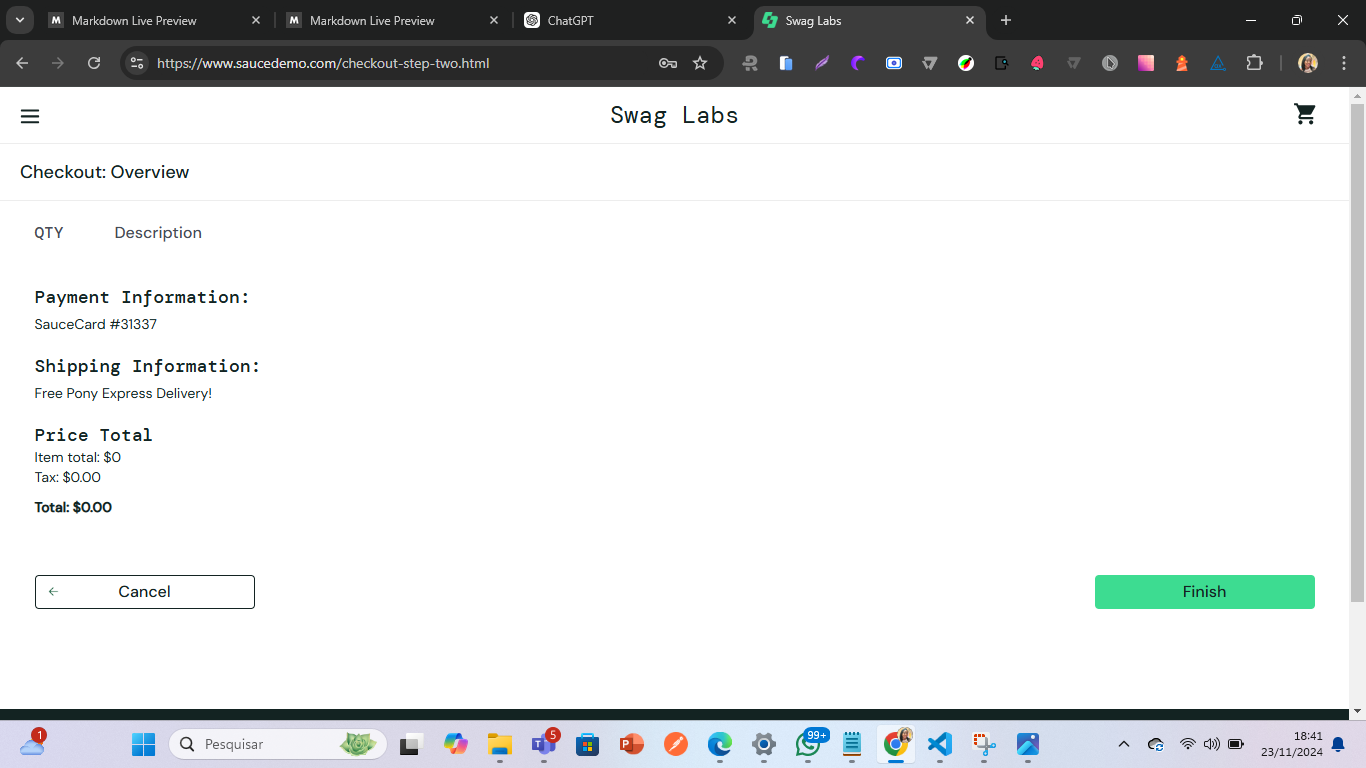 Markdown Live Preview
Markdown Live Preview
ChatGPT
Swag Labs
https://www.saucedemo.com/checkout-step-two.html
Swag Labs
Checkout: Overview
QTY Description
Payment Information:
SauceCard #31337
Shipping Information:
Free Pony Express Delivery!
Price Total
Item total: $0
Tax: $0.00
Total: $0.00
Cancel
Finish
1
Pesquisar
5
99+
18:41
23/11/2024